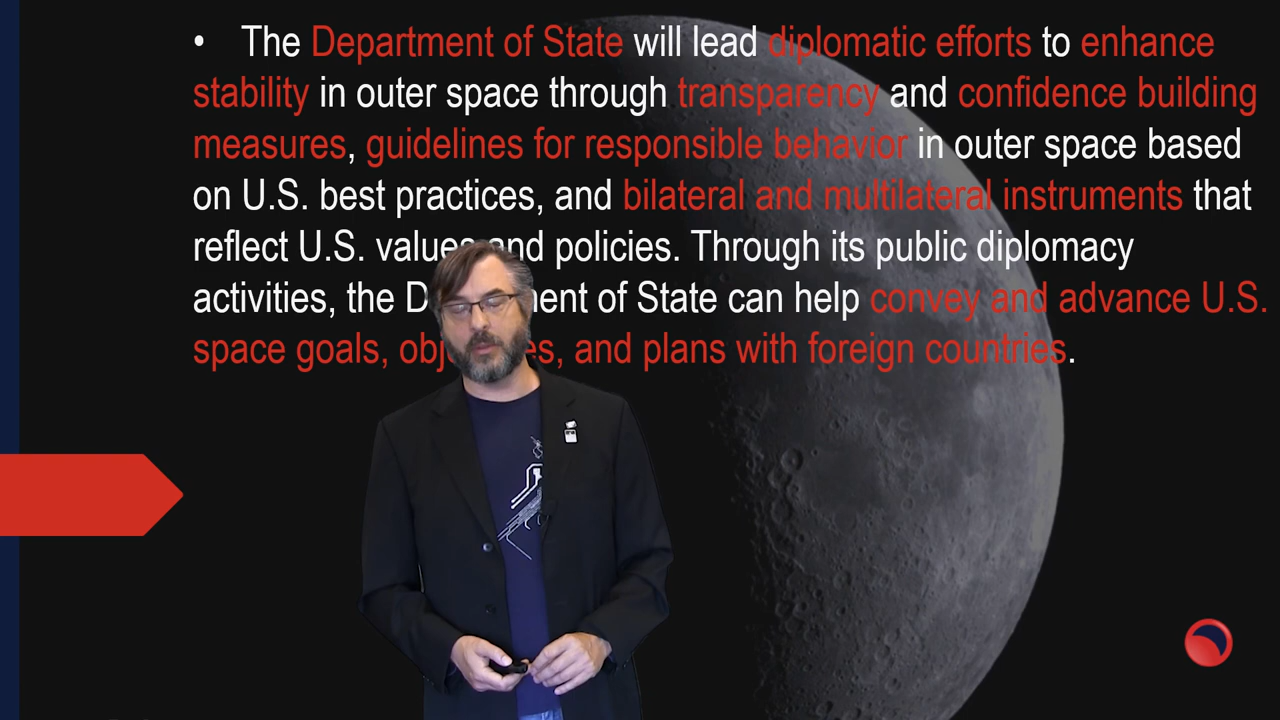 • The Department of State will lead diplomatic efforts to enhance
stability in outer space through transparency and confidence building
measures, guidelines for responsible behavior in outer space based
on U.S. best practices, and bilateral and multilateral instruments that
reflect U.S. values and policies. Through its public diplomacy
activities, the D ent of State can help convey and advance U.S.
space goals, obj es, and plans with foreign countries.